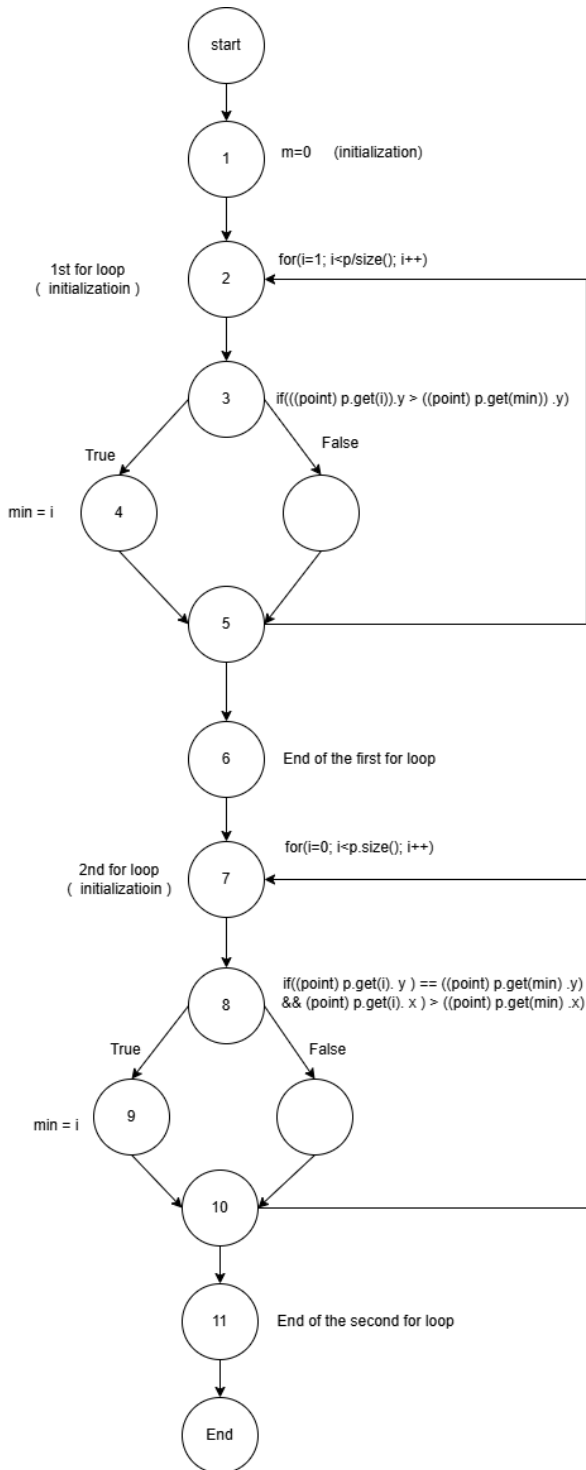 start
1
m=0 (initialization)
for(i=1; i<p/size(); i++)
1st for loop
( initializatioin )
2
3
if(((point) p.get(i)).y > ((point) p.get(min)) .y)
True
False
min = i
4
5
6
End of the first for loop
for(i=0; i<p.size(); i++)
2nd for loop
( initializatioin )
7
8
if((point) p.get(i). y ) == ((point) p.get(min) .y)
&& (point) p.get(i). x ) > ((point) p.get(min) .x)
True
False
min = i
9
10
11
End of the second for loop
End